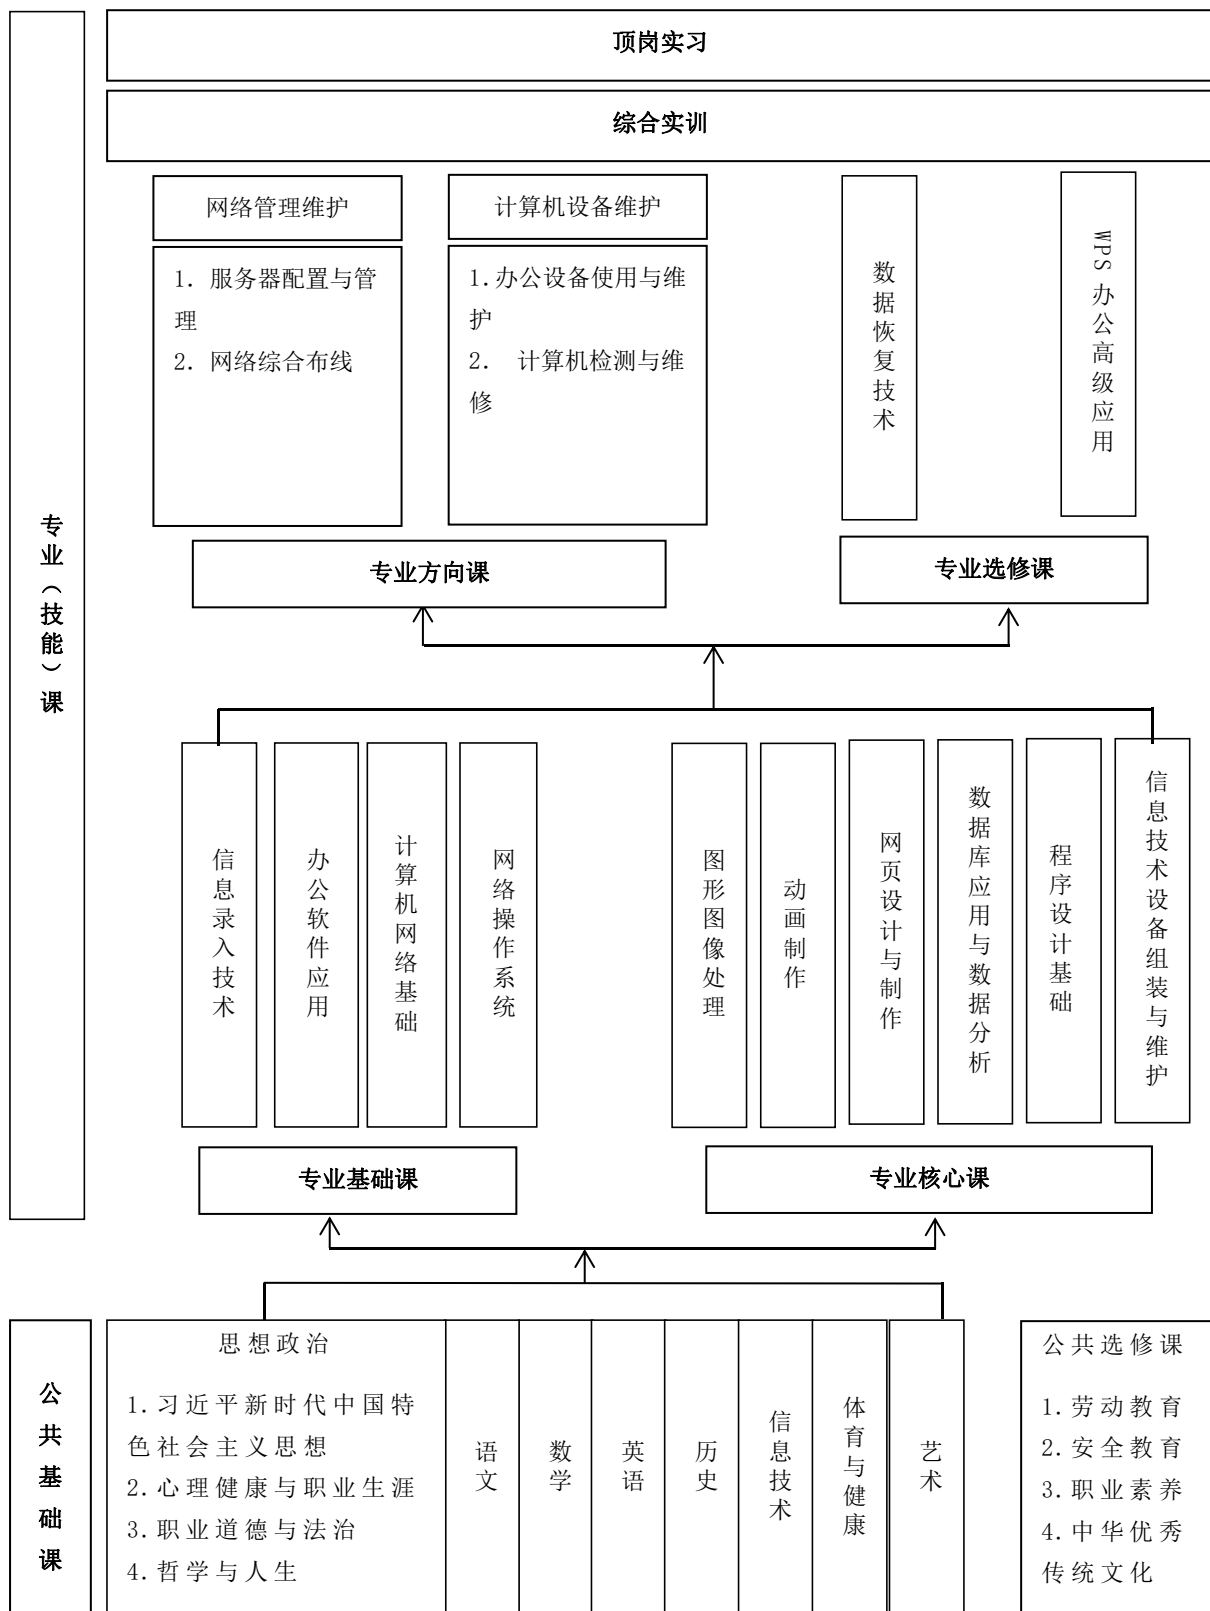 顶岗实习
综合实训
网络管理维护
1. 服务器配置与管
理
2. 网络综合布线
计算机设备维护
1.办公设备使用与维
护
2. 计算机检测与维
修
数据恢复技术
WPS 办公高级应用
专业方向课
专业选修课
专业（技能）课
信息录入技术
办公软件应用
计算机网络基础
网络操作系统
图形图像处理
动画制作
网页设计与制作
数据库应用与数据分析
程序设计基础
信息技术设备组装与维护
专业基础课
专业核心课
公共基础课
思想政治
1.习近平新时代中国特
色社会主义思想
2.心理健康与职业生涯
3.职业道德与法治
4.哲学与人生
语文
数学
英语
历史
信息技术
体育与健康
艺术
公共选修课
1.劳动教育
2.安全教育
3.职业素养
4.中华优秀
传统文化